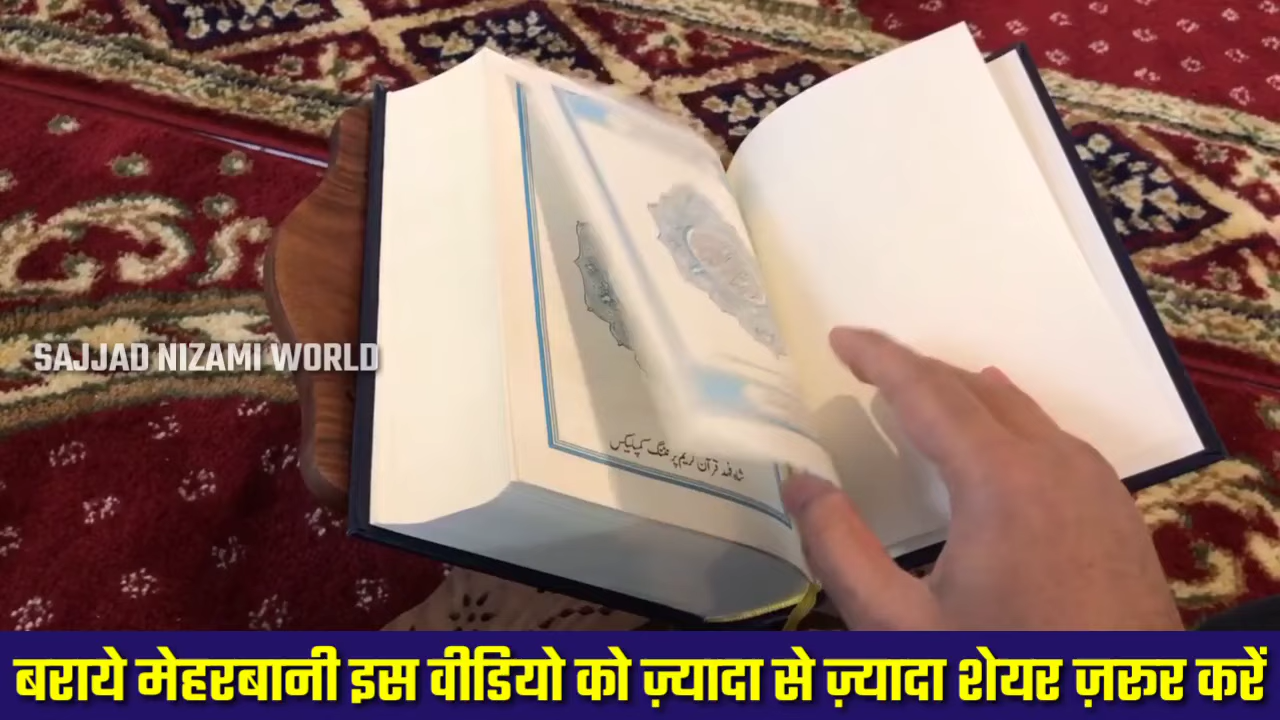 SAJJAD NIZAMI WORLD
قرآن کریم پرنٹنگ کمپلیکس
बराये मेहरबानी इस वीडियो को ज़्यादा से ज़्यादा शेयर ज़रूर करें